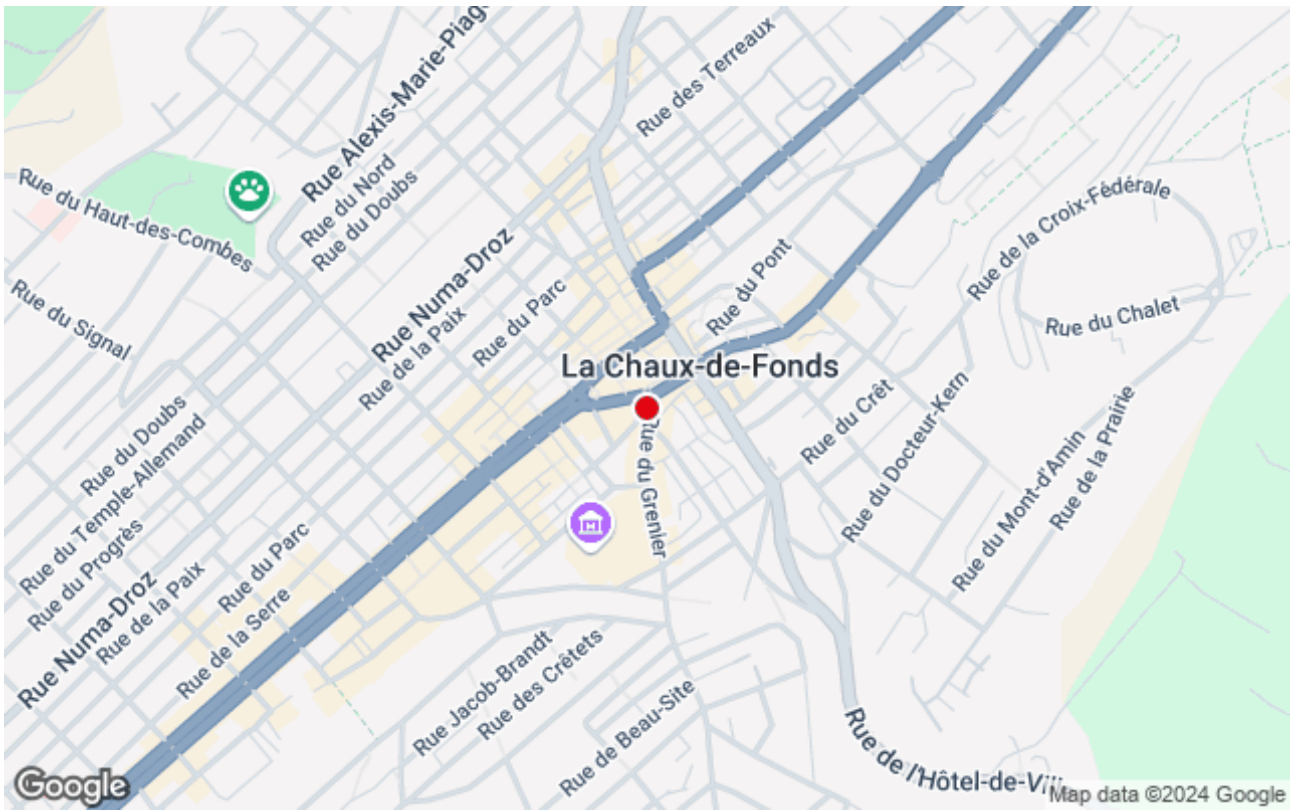 Rue Alexis-Marie-Piag
Rue des Terreaux
Rue du Nord
Rue du Doubs
Rue du Haut-des-Combes
Rue de la Croix-Fédérale
Rue Numa-Droz
Rue du Parc
Rue du Pont
Rue du Signal
Rue de la Paix
Rue du Chalet
La Chaux-de-Fonds
Rue du Crêt
Rue du Docteur-Kern
Rue de la Prairie
Rue du Mont-d'Amin
Rue du Grenier
Rue du Doubs
Rue du Temple-Allemand
Rue du Progrès
Rue du Parc
Rue de la Paix
Rue Numa-Droz
Rue de la Serre
Rue Jacob-Brandt
Rue des Crêtets
Rue de Beau-Site
Rue de l'Hôtel-de-Vill
M
Google
Map data ©2024 Google